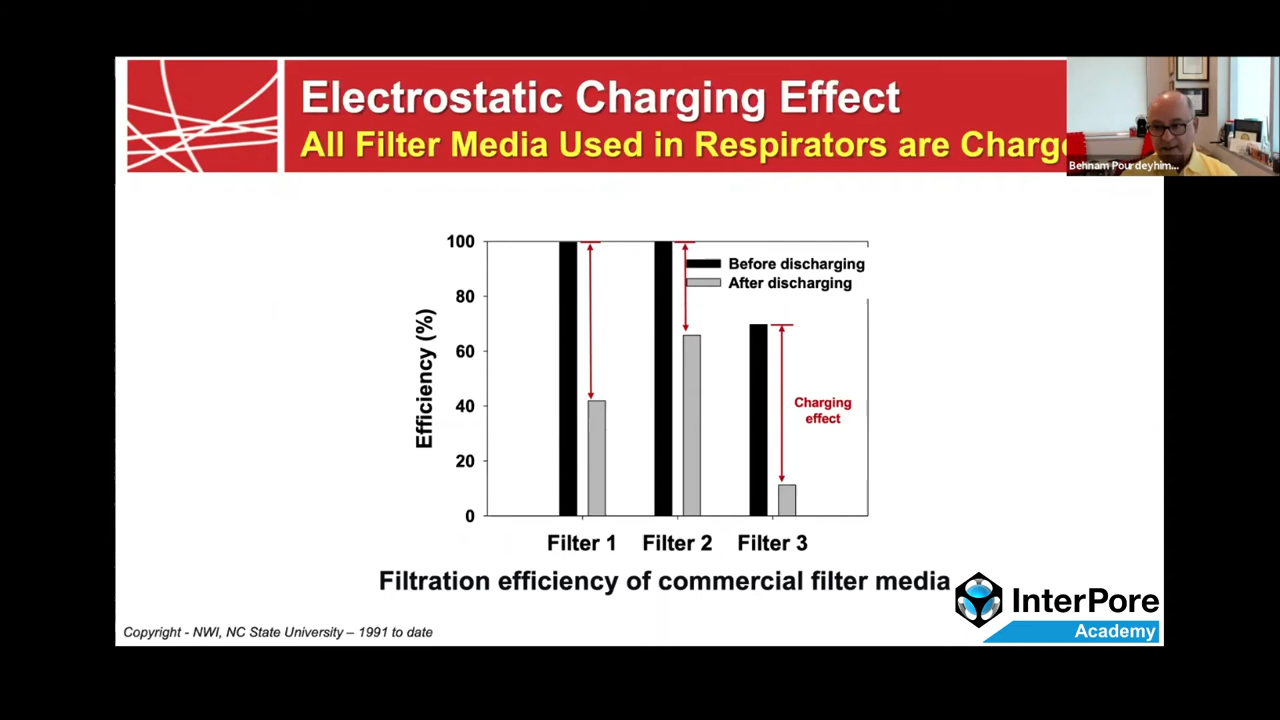 Electrostatic Charging Effect
All Filter Media Used in Respirators are Charg
Behnam Pourdeyhim...
100
80
60
40
20
0
Efficiency (%)
Before discharging
After discharging
Charging
effect
Filter 1
Filter 2
Filter 3
Filtration efficiency of commercial filter media
InterPore
Academy
Copyright - NWI, NC State University – 1991 to date